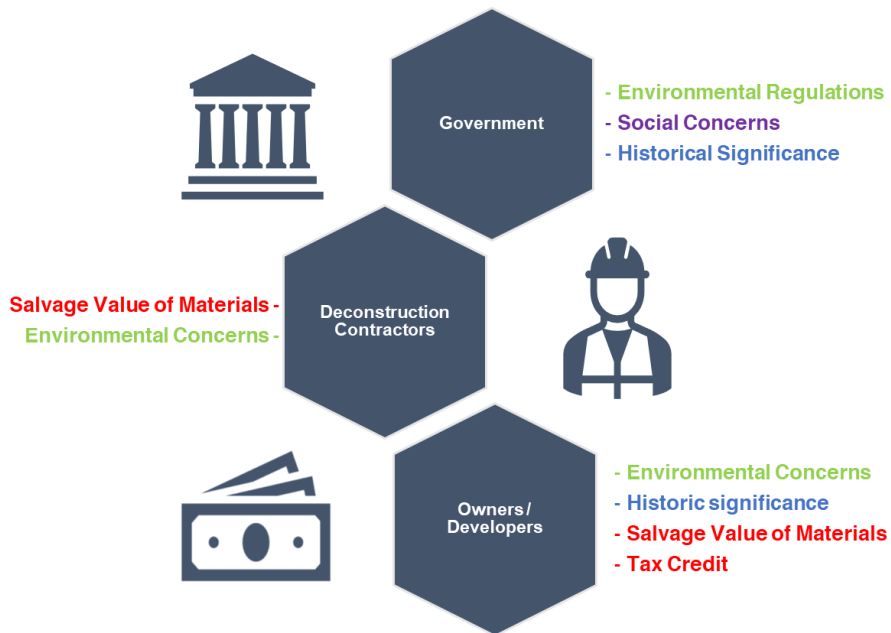 Government
- Environmental Regulations
- Social Concerns
- Historical Significance
Salvage Value of Materials -
Environmental Concerns -
Deconstruction
Contractors
Owners/
Developers
- Environmental Concerns
- Historic significance
- Salvage Value of Materials
- Tax Credit